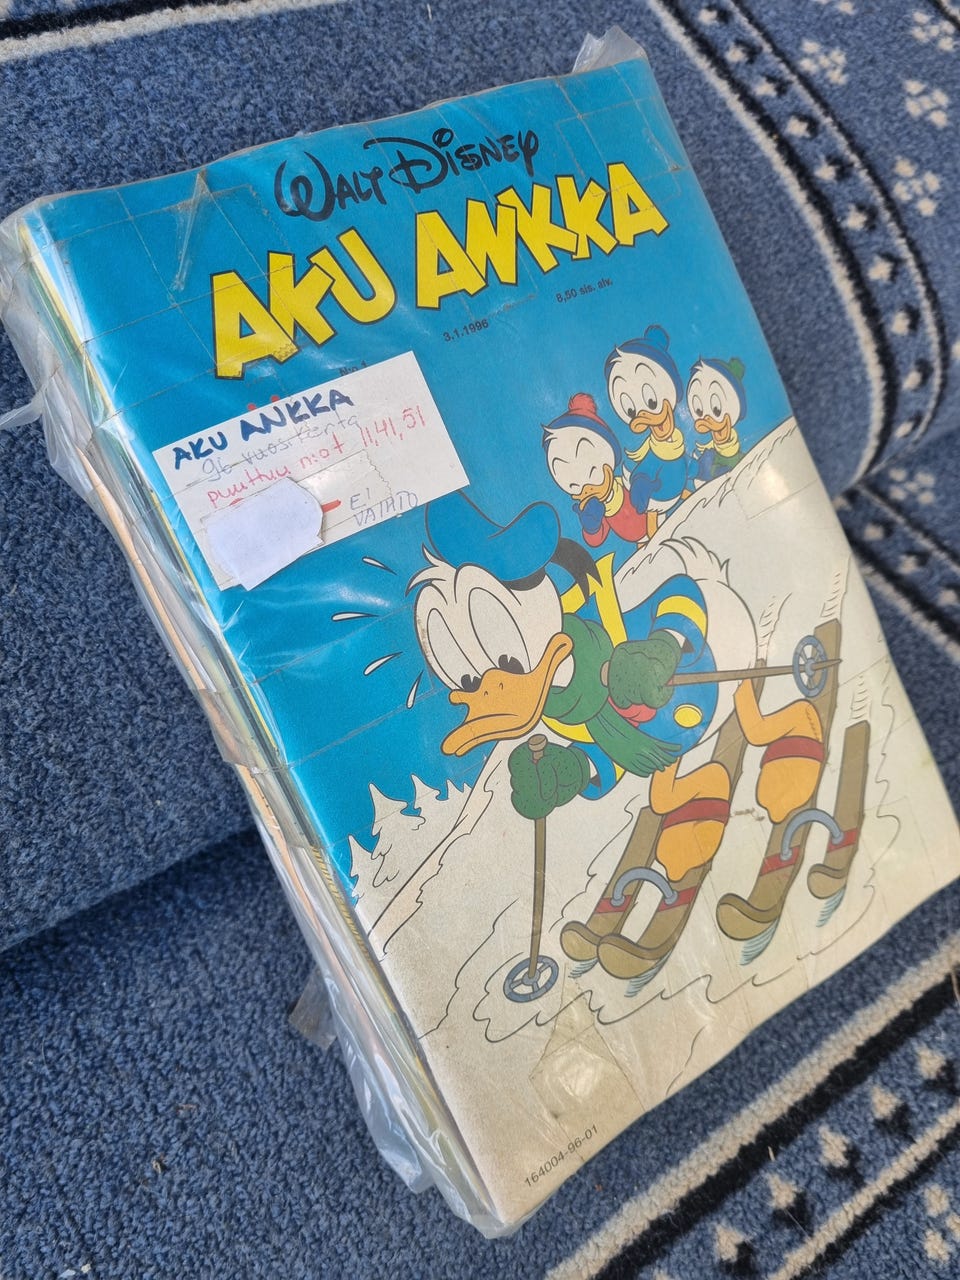 WALT DISNEY
AKU ANKKA
N:o 1 3.1.1996 8,50 sis. alv.
AKU ANKKA
96 vuosikerta
puuttuu n:ot 11,41,51
EI
VAIHTO
164004-96-01